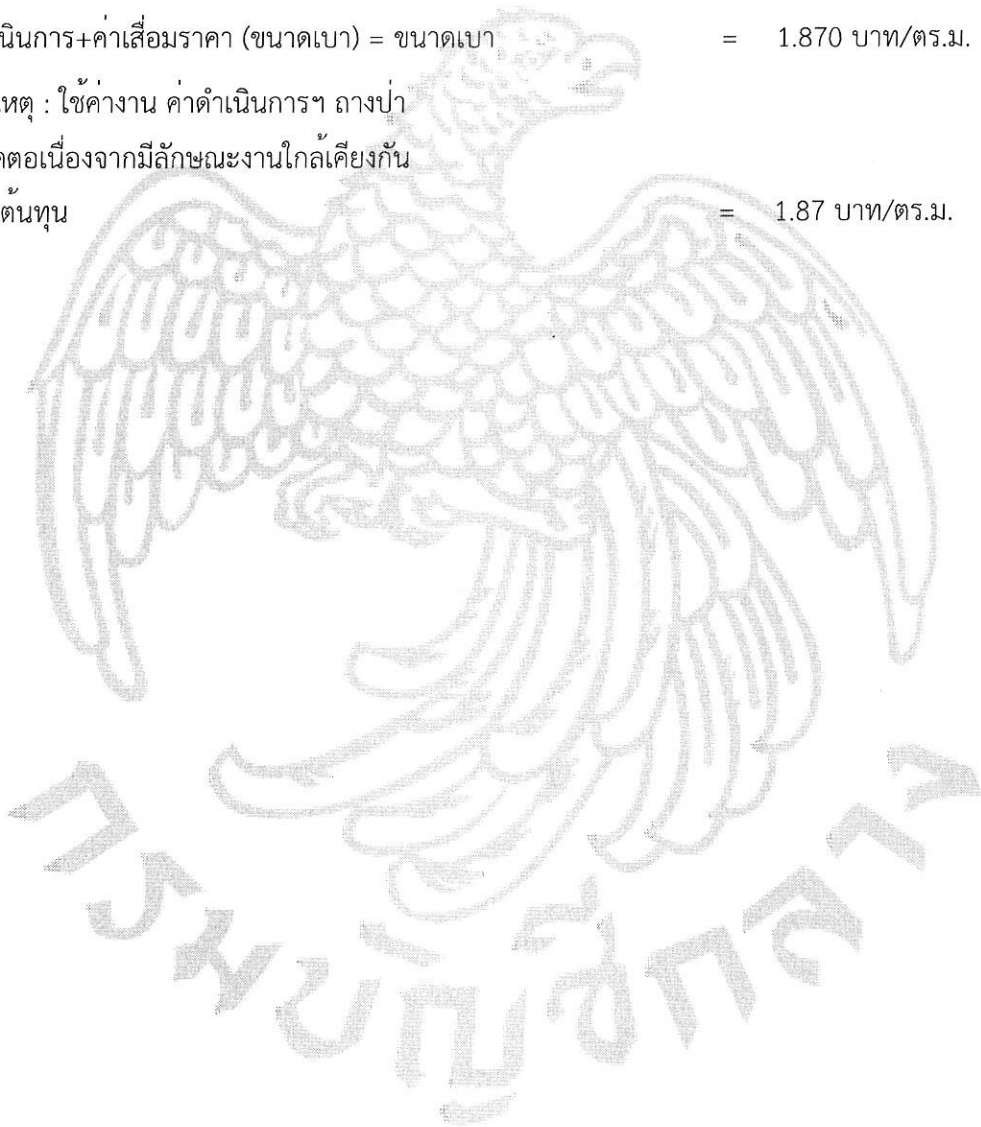 นินการ+ค่าเสื่อมราคา (ขนาดเบา) = ขนาดเบา = 1.870 บาท/ตร.ม.
เหตุ : ใช้ค่างาน ค่าดำเนินการฯ ถางป่า
ตอเนื่องจากมีลักษณะงานใกล้เคียงกัน
ต้นทุน = 1.87 บาท/ตร.ม.
กรมบัญชีกลาง